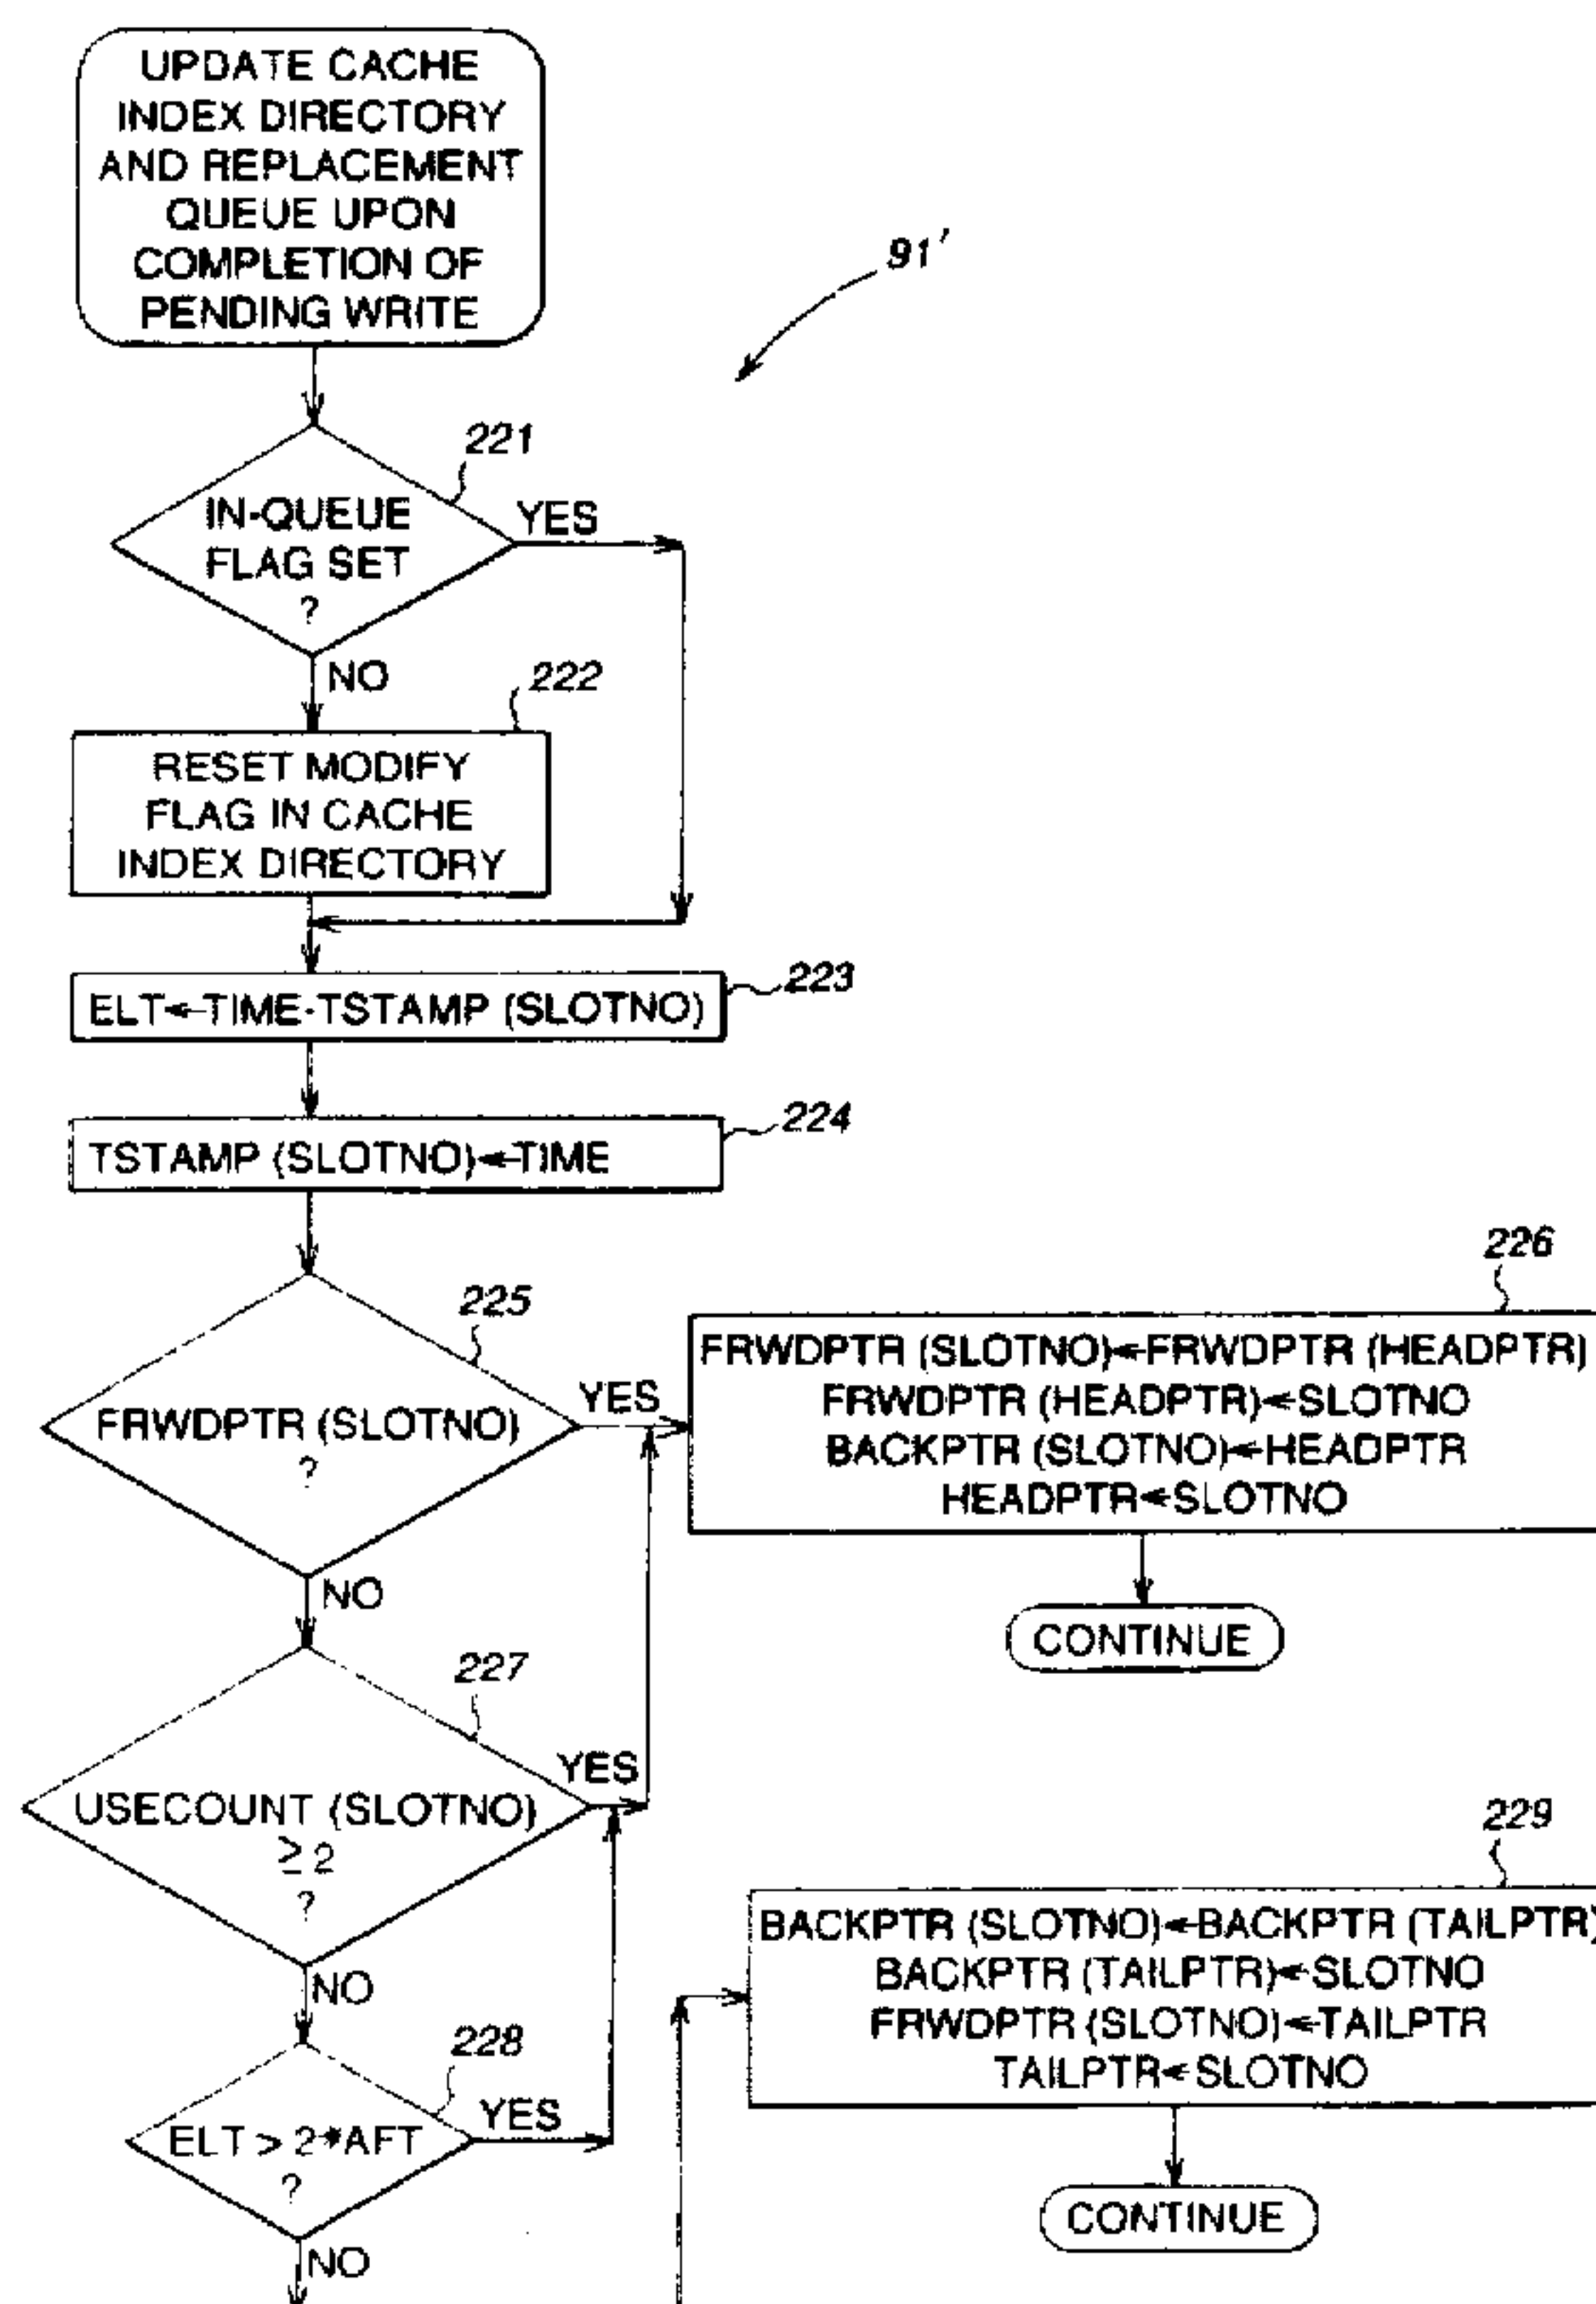 UPDATE CACHE
INDEX DIRECTORY
AND REPLACEMENT
QUEUE UPON
COMPLETION OF
PENDING WRITE
91'
221
IN-QUEUE
FLAG SET
?
YES
NO
222
RESET MODIFY
FLAG IN CACHE
INDEX DIRECTORY
223
ELT←TIME-TSTAMP (SLOTNO)
224
TSTAMP (SLOTNO)←TIME
225
FRWDPTR (SLOTNO)
?
YES
NO
226
FRWDPTR (SLOTNO)←FRWDPTR (HEADPTR)
FRWDPTR (HEADPTR)←SLOTNO
BACKPTR (SLOTNO)←HEADPTR
HEADPTR←SLOTNO
CONTINUE
227
USECOUNT (SLOTNO)
≥2
?
YES
NO
228
ELT > 2*AFT
?
YES
NO
229
BACKPTR (SLOTNO)←BACKPTR (TAILPTR)
BACKPTR (TAILPTR)←SLOTNO
FRWDPTR (SLOTNO)←TAILPTR
TAILPTR←SLOTNO
CONTINUE